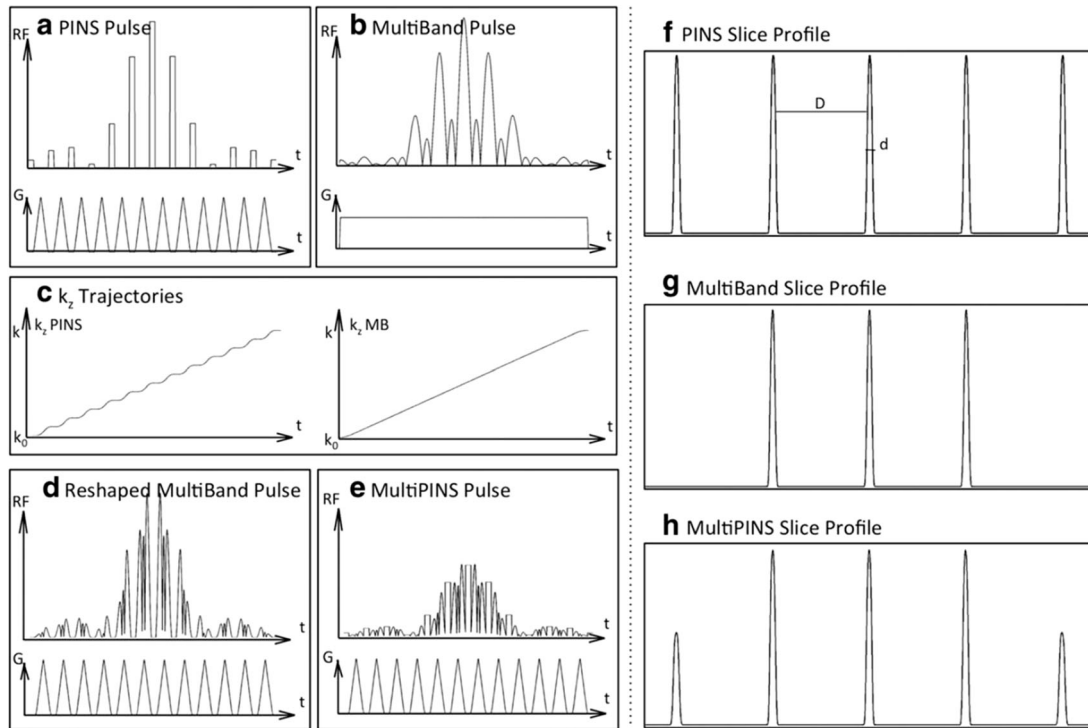 a PINS Pulse
RF
t
G
t
b MultiBand Pulse
RF
t
G
t
c kz Trajectories
k kz PINS
k0
t
k kz MB
k0
t
d Reshaped MultiBand Pulse
RF
t
G
t
e MultiPINS Pulse
RF
t
G
t
f PINS Slice Profile
D
d
g MultiBand Slice Profile
h MultiPINS Slice Profile